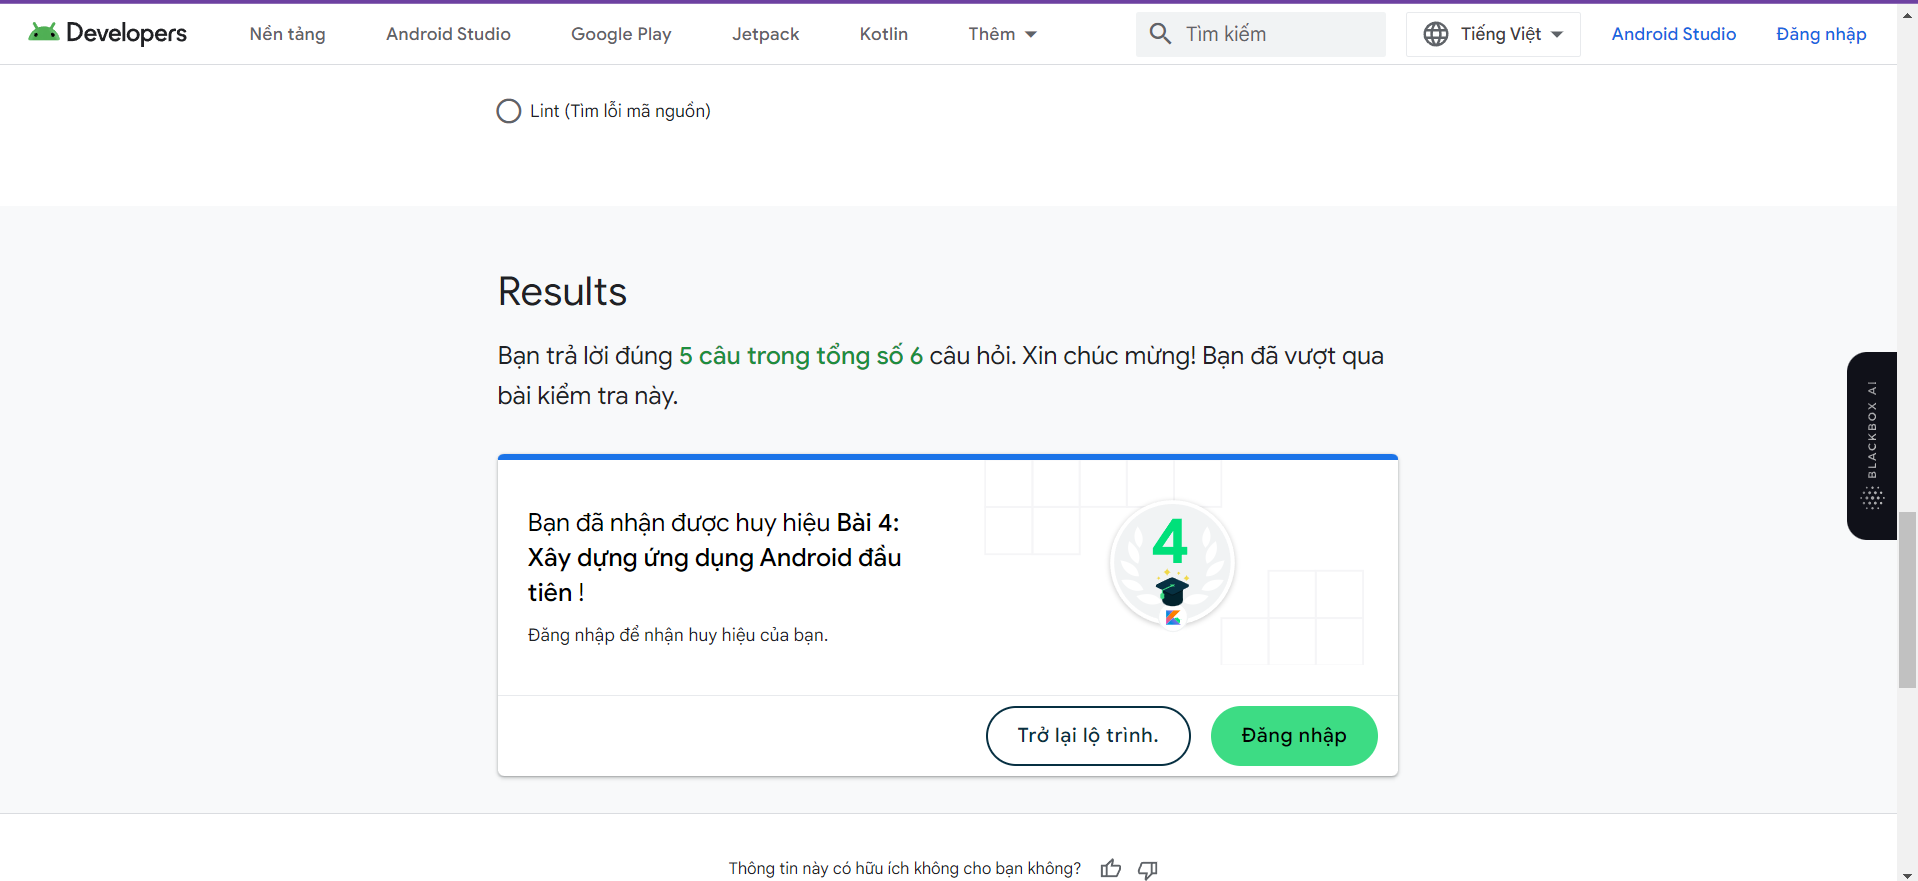 Developers Nền tảng Android Studio Google Play Jetpack Kotlin Thêm Tìm kiếm Tiếng Việt Android Studio Đăng nhập
Lint (Tìm lỗi mã nguồn)
Results
Bạn trả lời đúng 5 câu trong tổng số 6 câu hỏi. Xin chúc mừng! Bạn đã vượt qua
bài kiểm tra này.
BLACKBOX AI
Bạn đã nhận được huy hiệu Bài 4:
Xây dựng ứng dụng Android đầu
tiên !
4
Đăng nhập để nhận huy hiệu của bạn.
Trở lại lộ trình. Đăng nhập
Thông tin này có hữu ích không cho bạn không?